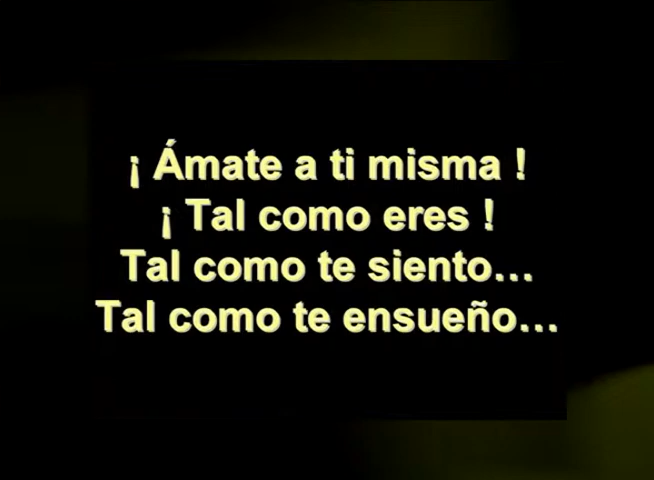 ¡ Ámate a ti misma !
¡ Tal como eres !
Tal como te siento...
Tal como te ensueño...